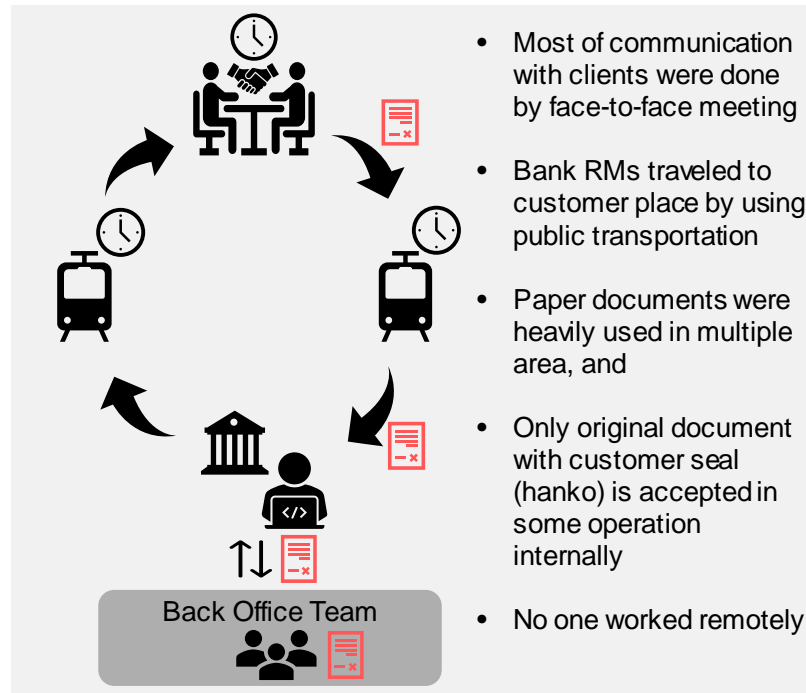 • Most of communication
with clients were done
by face-to-face meeting
• Bank RMs traveled to
customer place by using
public transportation
• Paper documents were
heavily used in multiple
area, and
• Only original document
with customer seal
(hanko) is accepted in
some operation
internally
• No one worked remotely
</>
Back Office Team